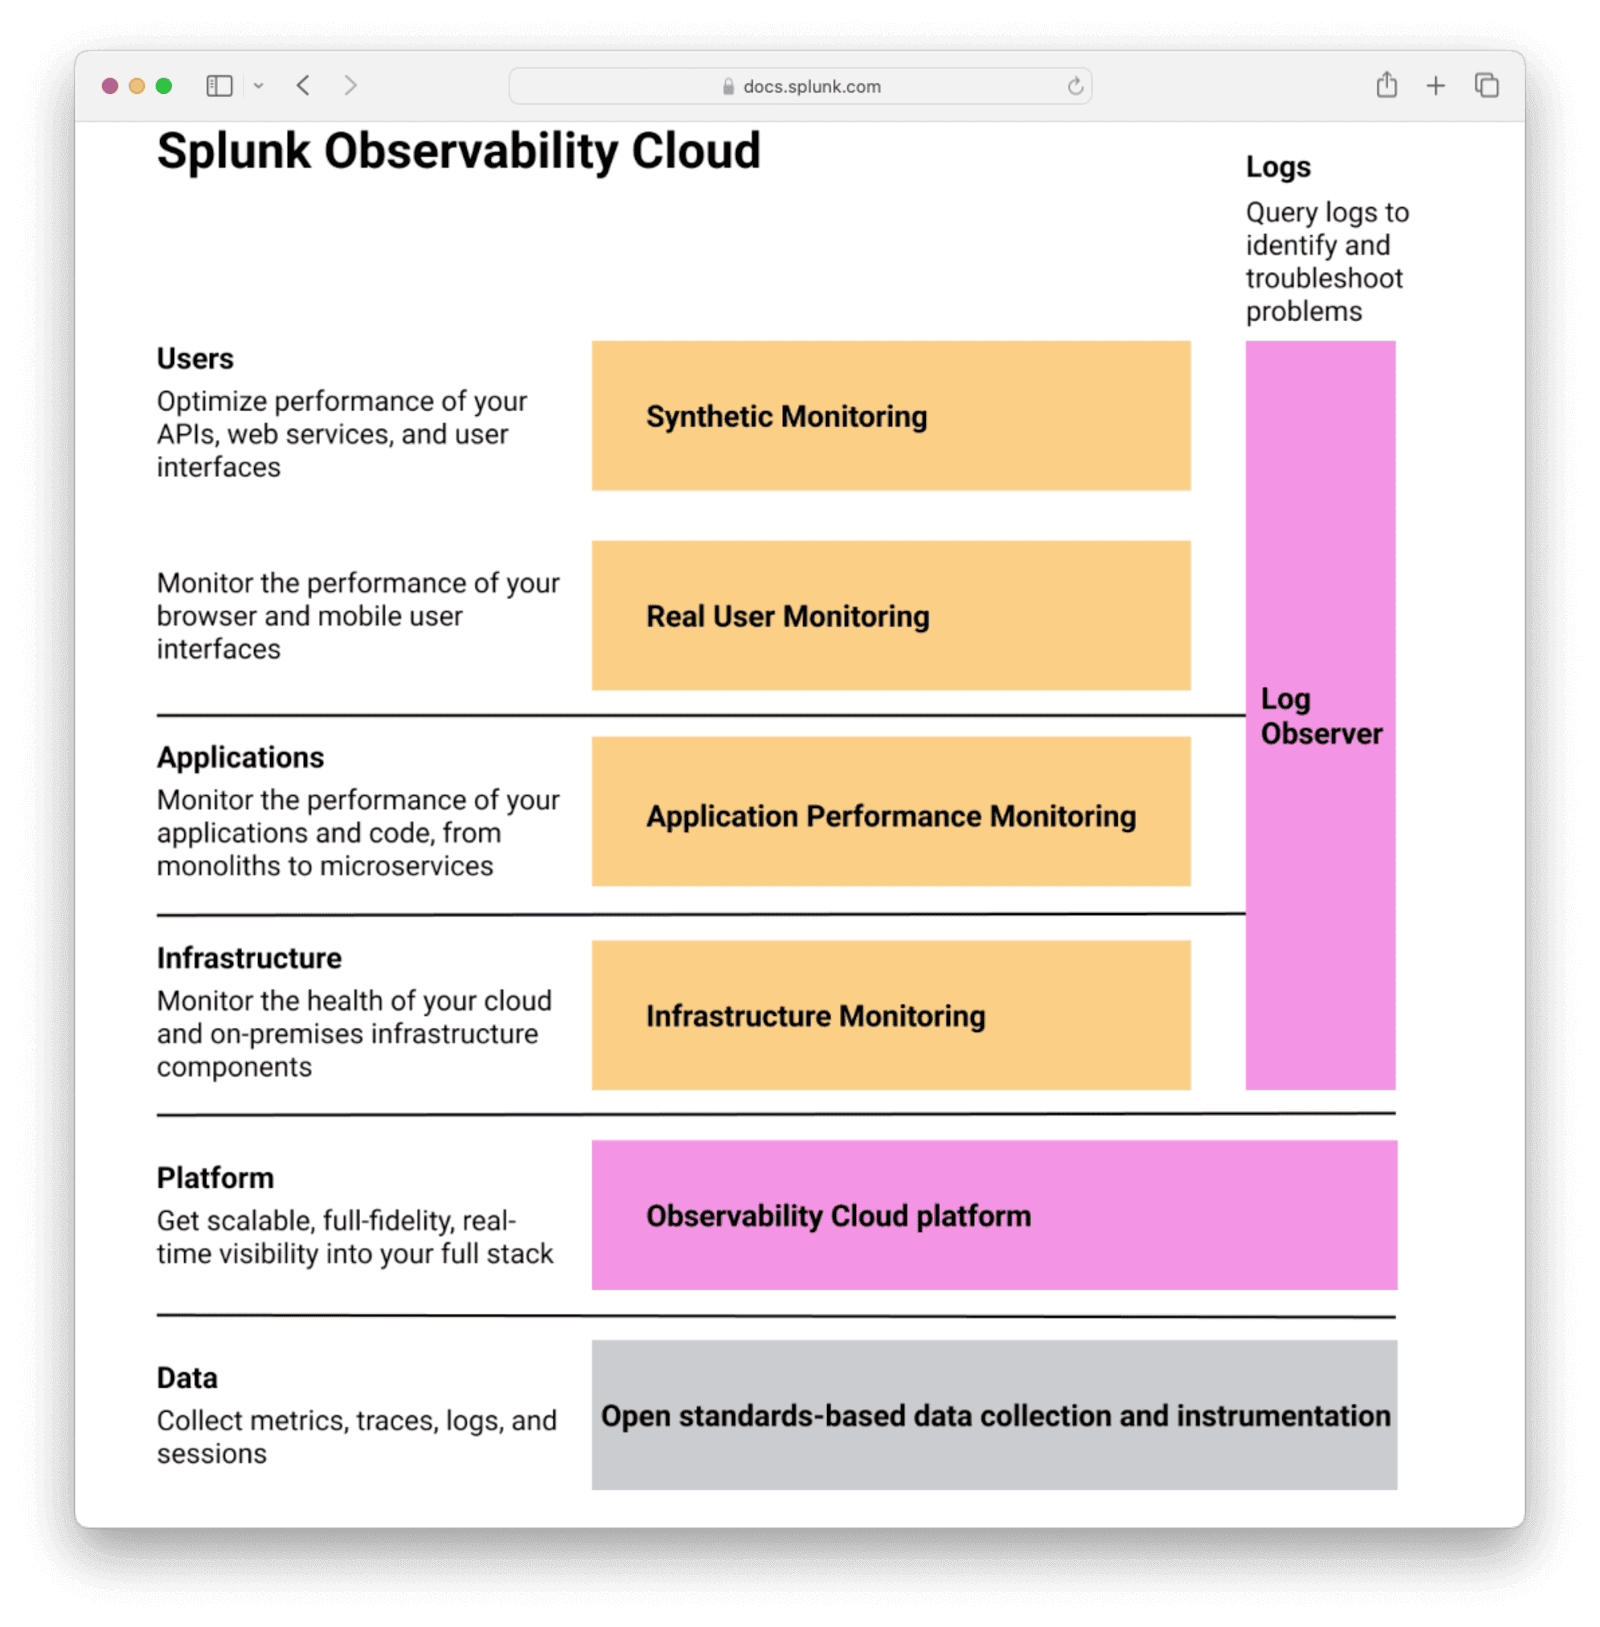 docs.splunk.com
Splunk Observability Cloud
Logs
Query logs to
identify and
troubleshoot
problems
Users
Optimize performance of your
APIs, web services, and user
interfaces
Synthetic Monitoring
Monitor the performance of your
browser and mobile user
interfaces
Real User Monitoring
Log
Observer
Applications
Monitor the performance of your
applications and code, from
monoliths to microservices
Application Performance Monitoring
Infrastructure
Monitor the health of your cloud
and on-premises infrastructure
components
Infrastructure Monitoring
Platform
Get scalable, full-fidelity, real-
time visibility into your full stack
Observability Cloud platform
Data
Collect metrics, traces, logs, and
sessions
Open standards-based data collection and instrumentation